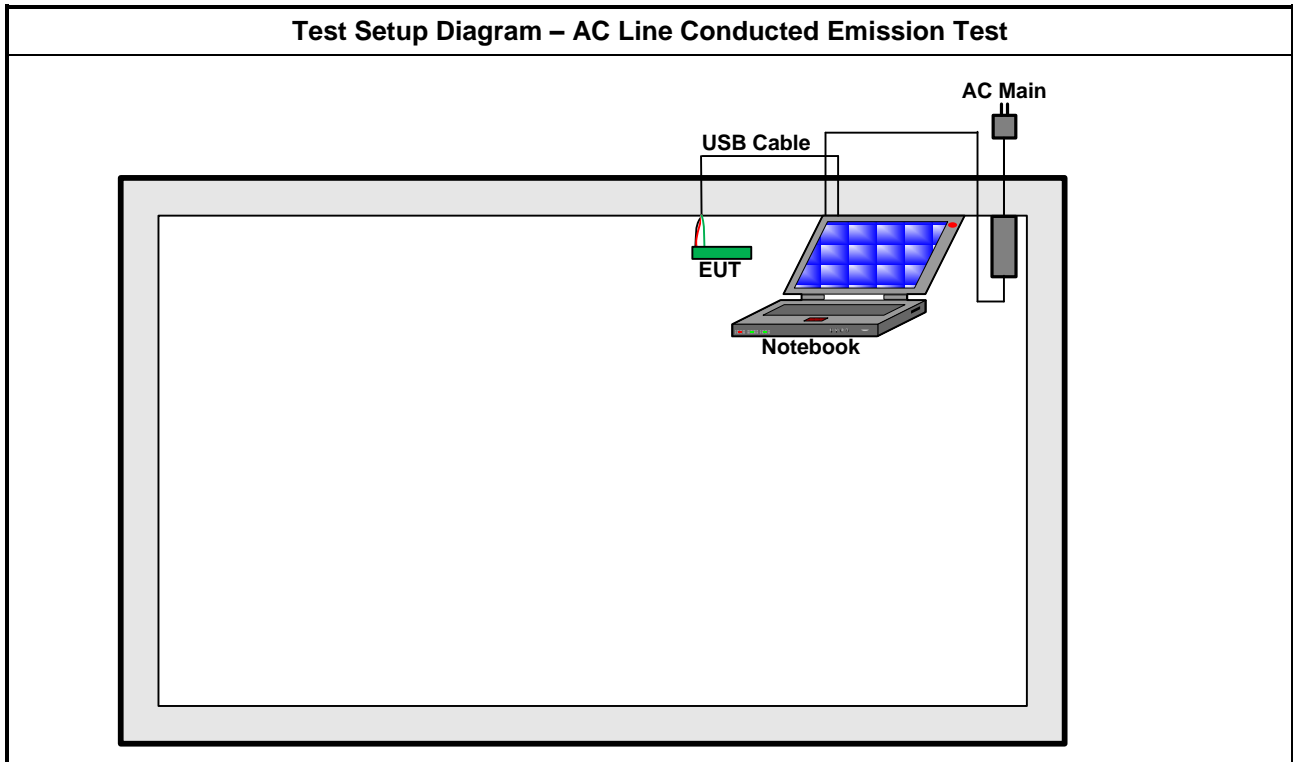 Test Setup Diagram – AC Line Conducted Emission Test
AC Main
USB Cable
EUT
Notebook